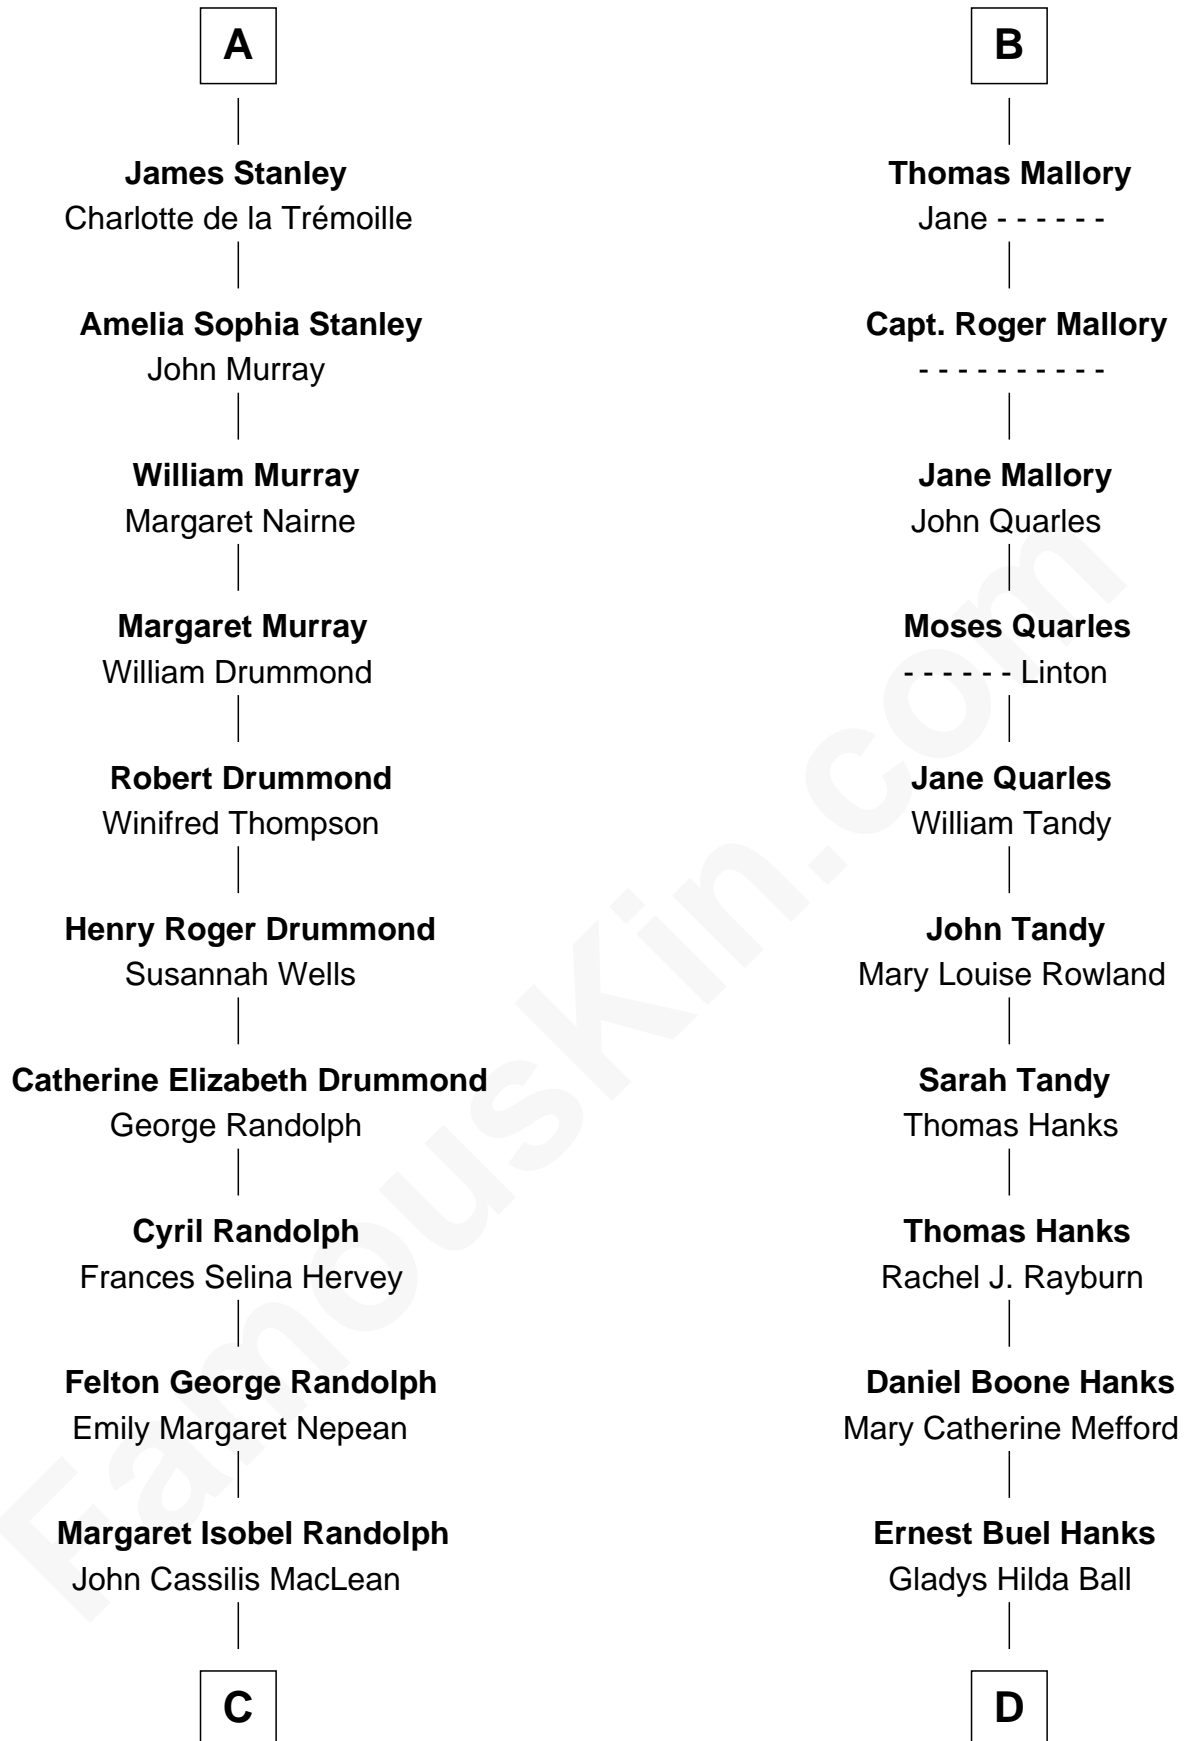 A
James Stanley
Charlotte de la Trémoille
Amelia Sophia Stanley
John Murray
William Murray
Margaret Nairne
Margaret Murray
William Drummond
Robert Drummond
Winifred Thompson
Henry Roger Drummond
Susannah Wells
Catherine Elizabeth Drummond
George Randolph
Cyril Randolph
Frances Selina Hervey
Felton George Randolph
Emily Margaret Nepean
Margaret Isobel Randolph
John Cassilis MacLean
C
B
Thomas Mallory
Jane - - - - - -
Capt. Roger Mallory
- - - - - - - - - -
Jane Mallory
John Quarles
Moses Quarles
- - - - - - Linton
Jane Quarles
William Tandy
John Tandy
Mary Louise Rowland
Sarah Tandy
Thomas Hanks
Thomas Hanks
Rachel J. Rayburn
Daniel Boone Hanks
Mary Catherine Mefford
Ernest Buel Hanks
Gladys Hilda Ball
D
FamousKin.com